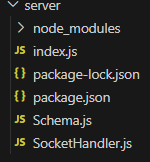 server
node_modules
JS index.js
{} package-lock.json
{} package.json
JS Schema.js
JS SocketHandler.js